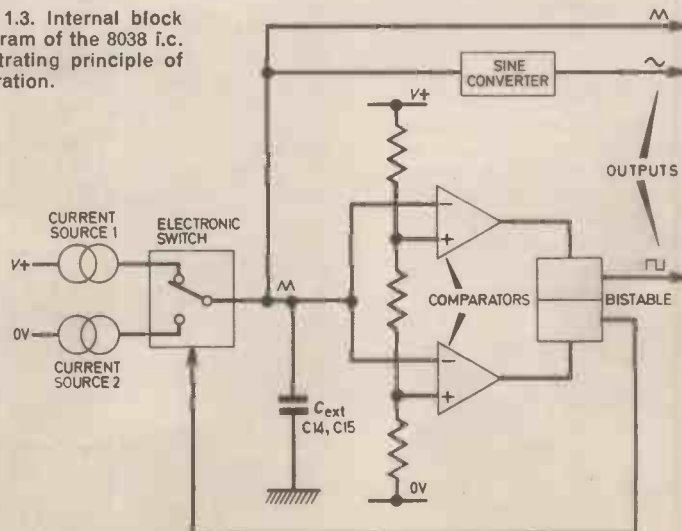 1.3. Internal block
ram of the 8038 i.c.
trating principle of
ration.
V+
SINE
CONVERTER
OUTPUTS
CURRENT
SOURCE 1
ELECTRONIC
SWITCH
V+
COMPARATORS
BISTABLE
0V
CURRENT
SOURCE 2
Cext
C14, C15
0V